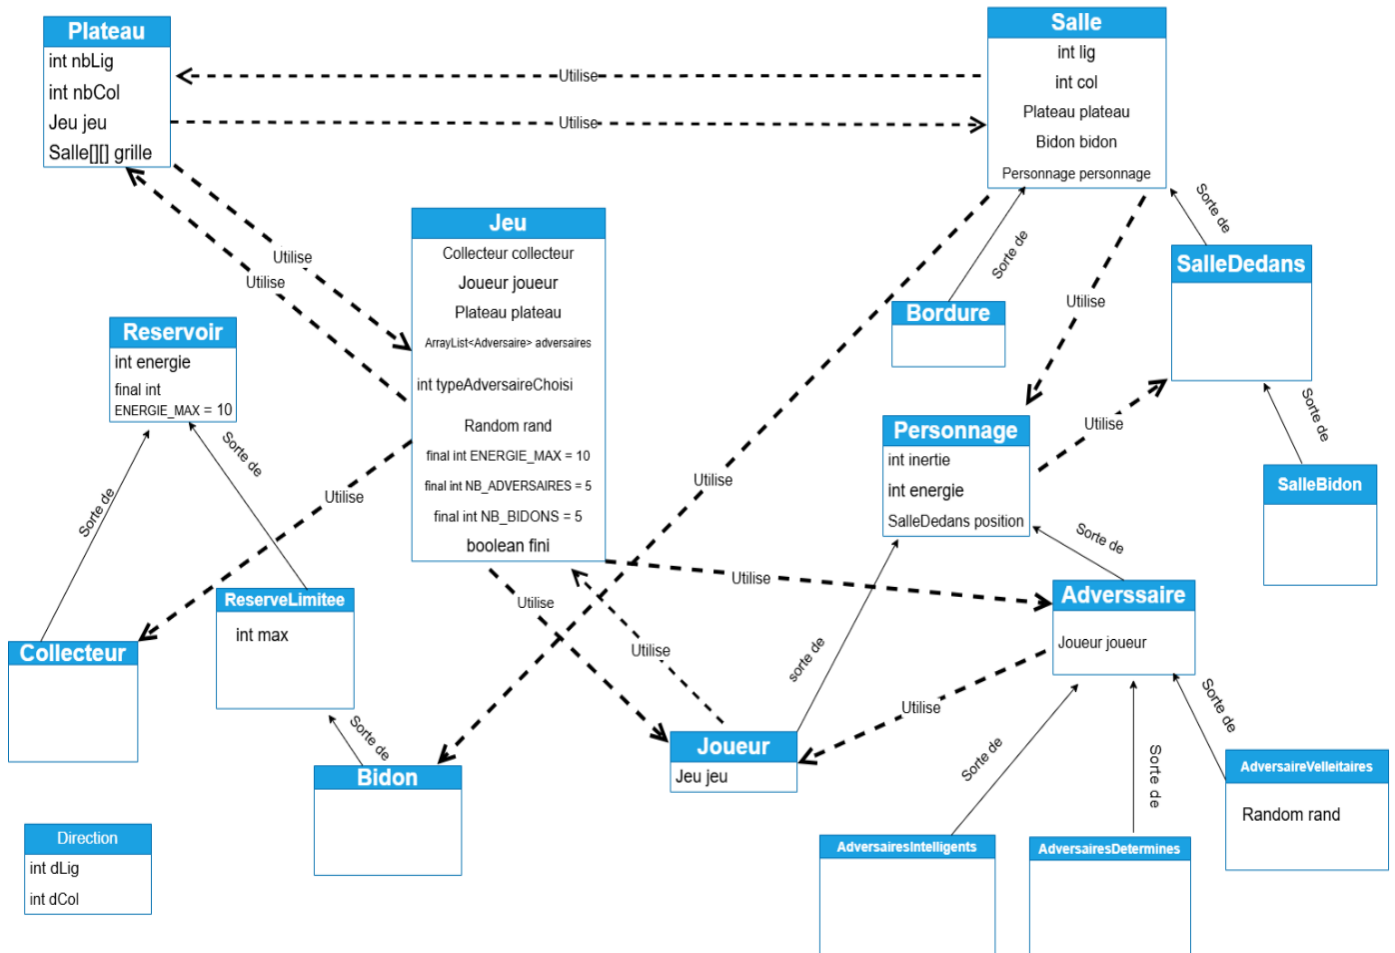 Plateau
int nbLig
int nbCol
Jeu jeu
Salle[][] grille
Utilise
Utilise
Salle
int lig
int col
Plateau plateau
Bidon bidon
Personnage personnage
Utilise
Utilise
Jeu
Collecteur collecteur
Joueur joueur
Plateau plateau
ArrayList<Adversaire> adversaires
int typeAdversaireChoisi
Random rand
final int ENERGIE_MAX = 10
final int NB_ADVERSAIRES = 5
final int NB_BIDONS = 5
boolean fini
Sorte de
Sorte de
SalleDedans
Bordure
Utilise
Reservoir
int energie
final int
ENERGIE_MAX = 10
Sorte de
Sorte de
Utilise
Utilise
Personnage
int inertie
int energie
SalleDedans position
Utilise
Sorte de
SalleBidon
Sorte de
ReserveLimitee
int max
Collecteur
Utilise
Utilise
Utilise
sorte de
Adverssaire
Joueur joueur
Utilise
Sorte de
Bidon
Joueur
Jeu jeu
Sorte de
Sorte de
Sorte de
AdversaireVelleitaires
Random rand
Direction
int dLig
int dCol
AdversairesIntelligents
AdversairesDetermines